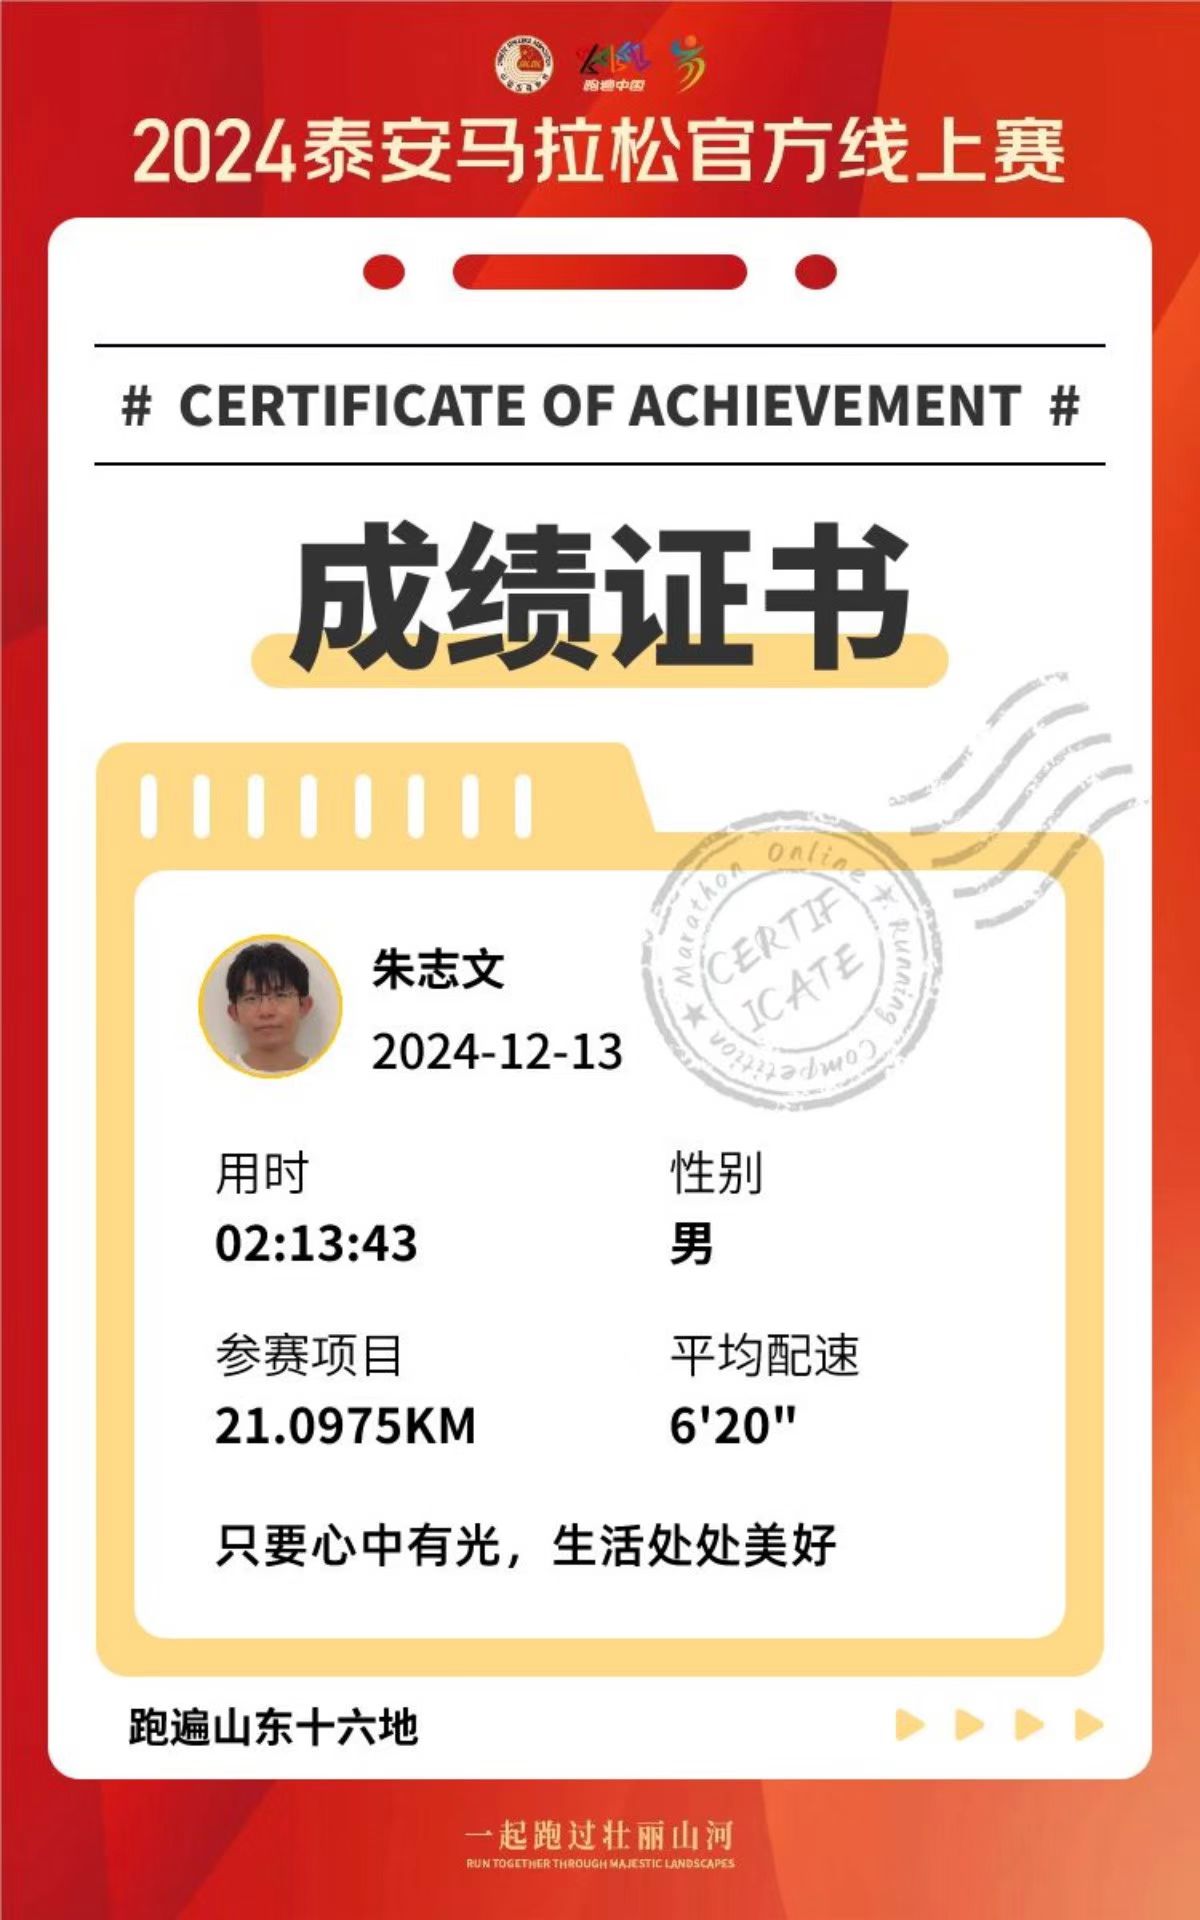 跑遍中国
2024泰安马拉松官方线上赛
# CERTIFICATE OF ACHIEVEMENT #
成绩证书
Marathon Online Running Competition
CERTIF
ICATE
朱志文
2024-12-13
用时
性别
02:13:43
男
参赛项目
平均配速
21.0975KM
6'20"
只要心中有光，生活处处美好
跑遍山东十六地
一起跑过壮丽山河
RUN TOGETHER THROUGH MAJESTIC LANDSCAPES